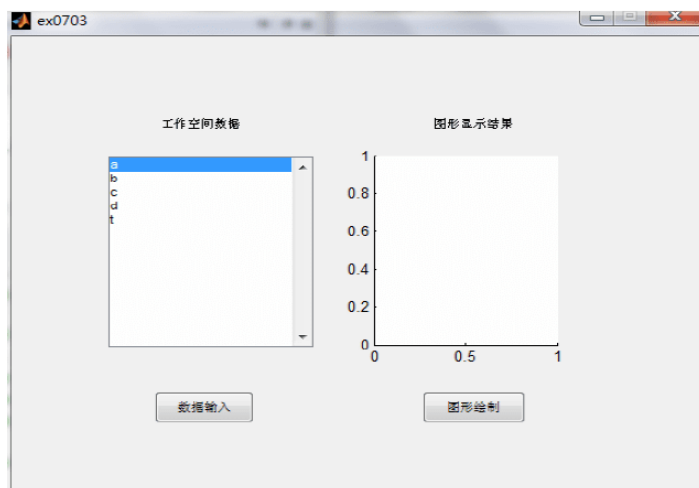 ex0703
工作空间数据
图形显示结果
a
b
c
d
t
1
0.8
0.6
0.4
0.2
0
0 0.5 1
数据输入
图形绘制